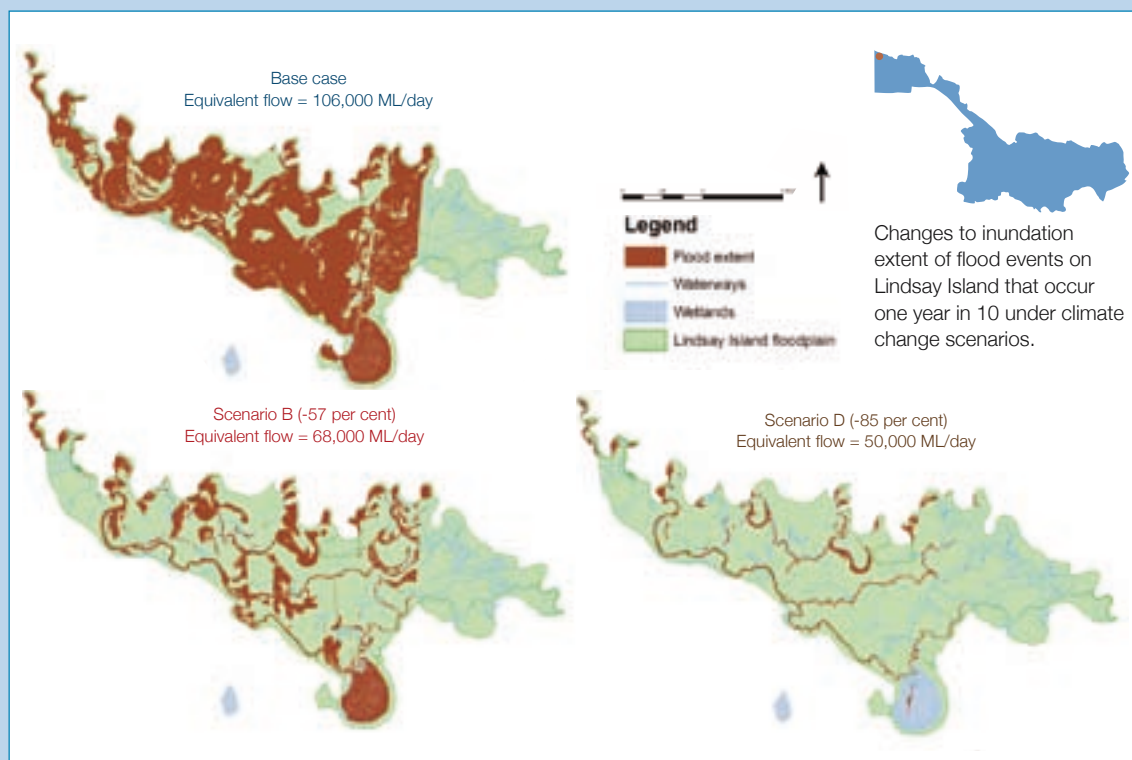 Base case
Equivalent flow = 106,000 ML/day
Legend
Flood extent
Waterways
Wetlands
Lindsay Island floodplain
Changes to inundation
extent of flood events on
Lindsay Island that occur
one year in 10 under climate
change scenarios.
Scenario B (-57 per cent)
Equivalent flow = 68,000 ML/day
Scenario D (-85 per cent)
Equivalent flow = 50,000 ML/day